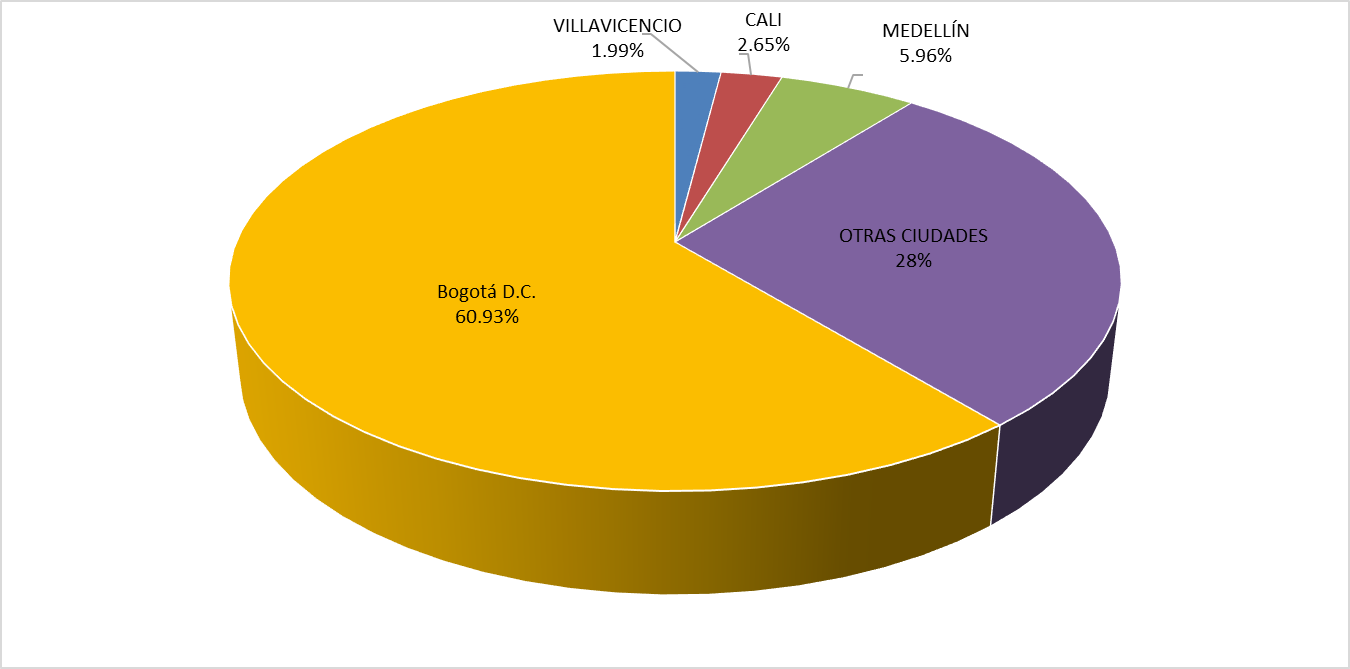 VILLAVICENCIO
1.99%
CALI
2.65%
MEDELLÍN
5.96%
OTRAS CIUDADES
28%
Bogotá D.C.
60.93%